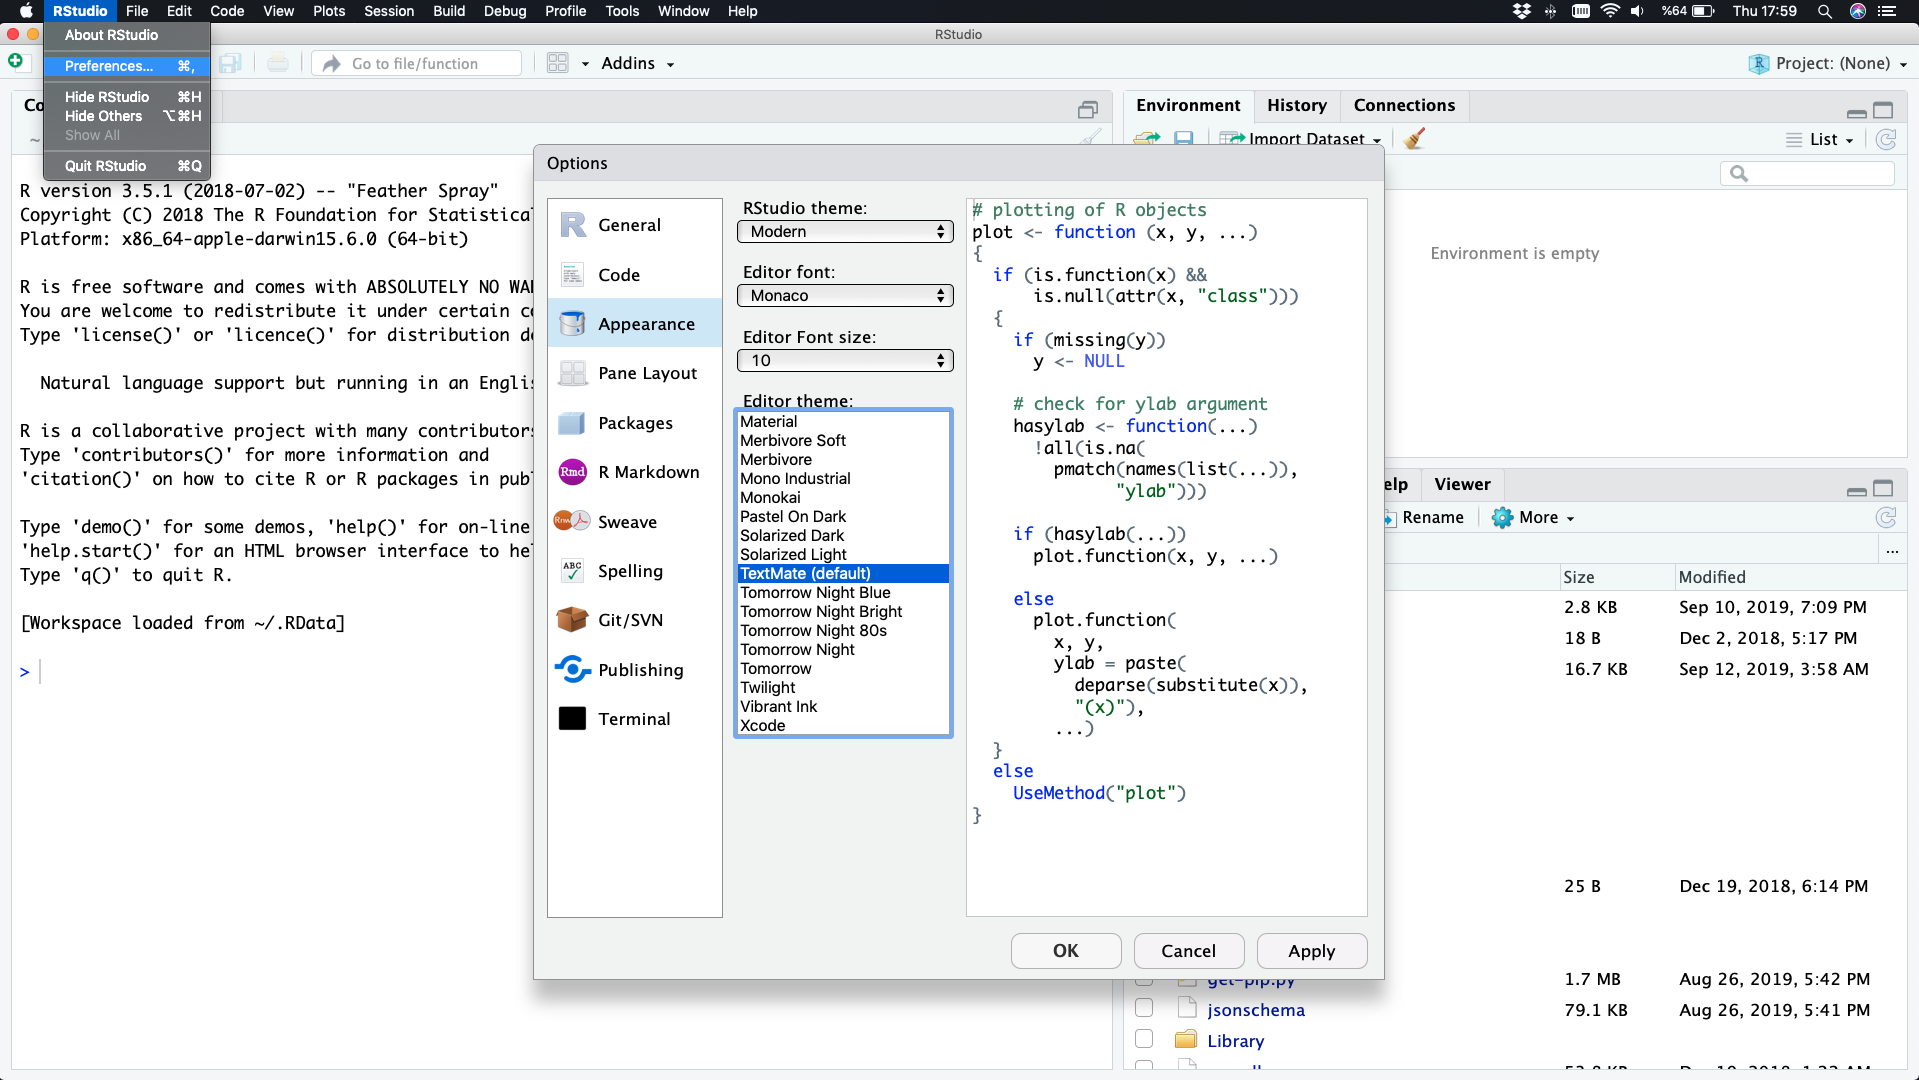 RStudio File Edit Code View Plots Session Build Debug Profile Tools Window Help %64 Thu 17:59
RStudio
About RStudio
Preferences... ⌘,
Hide RStudio ⌘H
Hide Others ⌥⌘H
Show All
Quit RStudio ⌘Q
Go to file/function
Addins
Project: (None)
Co
~
R version 3.5.1 (2018-07-02) -- "Feather Spray"
Copyright (C) 2018 The R Foundation for Statistical
Platform: x86_64-apple-darwin15.6.0 (64-bit)
R is free software and comes with ABSOLUTELY NO WA
You are welcome to redistribute it under certain c
Type 'license()' or 'licence()' for distribution d
Natural language support but running in an Englis
R is a collaborative project with many contributors
Type 'contributors()' for more information and
'citation()' on how to cite R or R packages in pub
Type 'demo()' for some demos, 'help()' for on-line
'help.start()' for an HTML browser interface to hel
Type 'q()' to quit R.
[Workspace loaded from ~/.RData]
>
Options
General
Code
Appearance
Pane Layout
Packages
Rmd R Markdown
Rnw Sweave
ABC Spelling
Git/SVN
Publishing
Terminal
RStudio theme:
Modern
Editor font:
Monaco
Editor Font size:
10
Editor theme:
Material
Merbivore Soft
Merbivore
Mono Industrial
Monokai
Pastel On Dark
Solarized Dark
Solarized Light
TextMate (default)
Tomorrow Night Blue
Tomorrow Night Bright
Tomorrow Night 80s
Tomorrow Night
Tomorrow
Twilight
Vibrant Ink
Xcode
# plotting of R objects
plot <- function (x, y, ...)
{
if (is.function(x) &&
is.null(attr(x, "class")))
{
if (missing(y))
y <- NULL
# check for ylab argument
hasylab <- function(...)
!all(is.na(
pmatch(names(list(...)),
"ylab")))
if (hasylab(...))
plot.function(x, y, ...)
else
plot.function(
x, y,
ylab = paste(
deparse(substitute(x)),
"(x)"),
...)
}
else
UseMethod("plot")
}
OK Cancel Apply
Environment History Connections
Import Dataset
List
Environment is empty
elp Viewer
Rename More
...
Size Modified
2.8 KB Sep 10, 2019, 7:09 PM
18 B Dec 2, 2018, 5:17 PM
16.7 KB Sep 12, 2019, 3:58 AM
25 B Dec 19, 2018, 6:14 PM
get-pip.py 1.7 MB Aug 26, 2019, 5:42 PM
jsonschema 79.1 KB Aug 26, 2019, 5:41 PM
Library